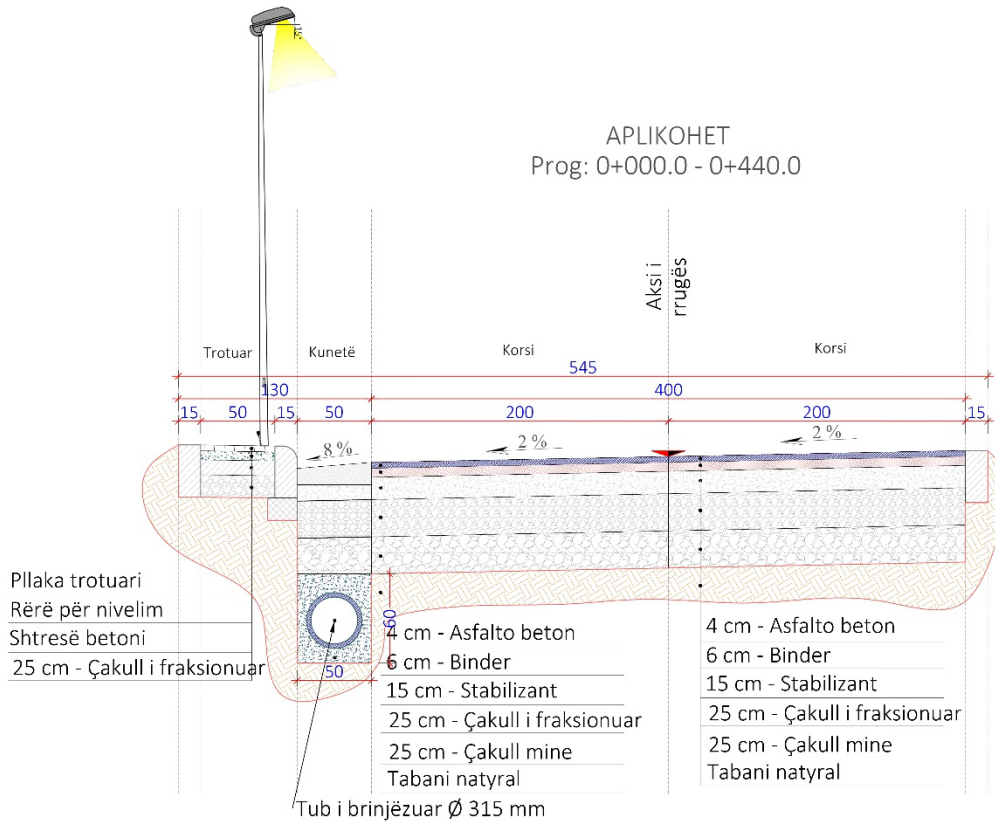 15
APLIKOHET
Prog: 0+000.0 - 0+440.0
Aksi i
rrugës
Trotuar
Kunetë
Korsi
Korsi
545
130
400
15
50
15
50
200
200
15
8 %
2 %
2 %
Pllaka trotuari
Rërë për nivelim
Shtresë betoni
25 cm - Çakull i fraksionuar
60
50
4 cm - Asfalto beton
6 cm - Binder
15 cm - Stabilizant
25 cm - Çakull i fraksionuar
25 cm - Çakull mine
Tabani natyral
4 cm - Asfalto beton
6 cm - Binder
15 cm - Stabilizant
25 cm - Çakull i fraksionuar
25 cm - Çakull mine
Tabani natyral
Tub i brinjëzuar Ø 315 mm